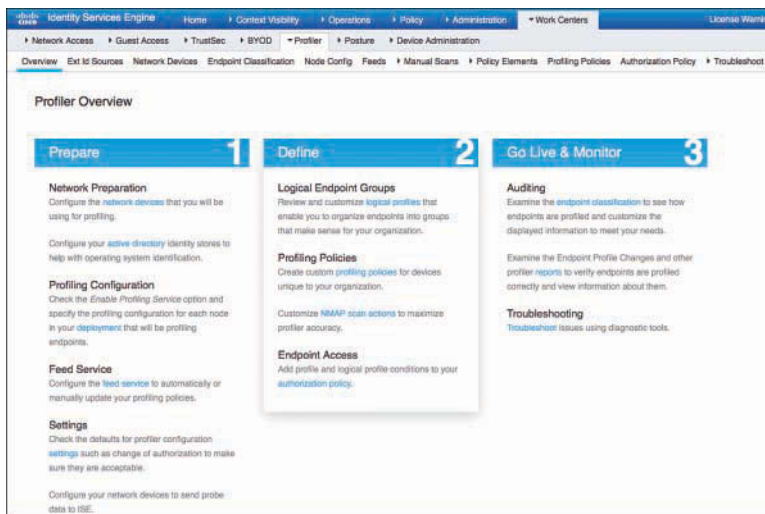 cisco Identity Services Engine Home Context Visibility Operations Policy Administration Work Centers License Warni
Network Access Guest Access TrustSec BYOD Profiler Posture Device Administration
Overview Ext Id Sources Network Devices Endpoint Classification Node Config Feeds Manual Scans Policy Elements Profiling Policies Authorization Policy Troubleshoot
Profiler Overview
Prepare 1
Network Preparation
Configure the network devices that you will be
using for profiling.
Configure your active directory identity stores to
help with operating system identification.
Profiling Configuration
Check the Enable Profiling Service option and
specify the profiling configuration for each node
in your deployment that will be profiling
endpoints.
Feed Service
Configure the feed service to automatically or
manually update your profiling policies.
Settings
Check the defaults for profiler configuration
settings such as change of authorization to make
sure they are acceptable.
Configure your network devices to send probe
data to ISE.
Define 2
Logical Endpoint Groups
Review and customize logical profiles that
enable you to organize endpoints into groups
that make sense for your organization.
Profiling Policies
Create custom profiling policies for devices
unique to your organization.
Customize NMAP scan actions to maximize
profiler accuracy.
Endpoint Access
Add profile and logical profile conditions to your
authorization policy.
Go Live & Monitor 3
Auditing
Examine the endpoint classification to see how
endpoints are profiled and customize the
displayed information to meet your needs.
Examine the Endpoint Profile Changes and other
profiler reports to verify endpoints are profiled
correctly and view information about them.
Troubleshooting
Troubleshoot issues using diagnostic tools.